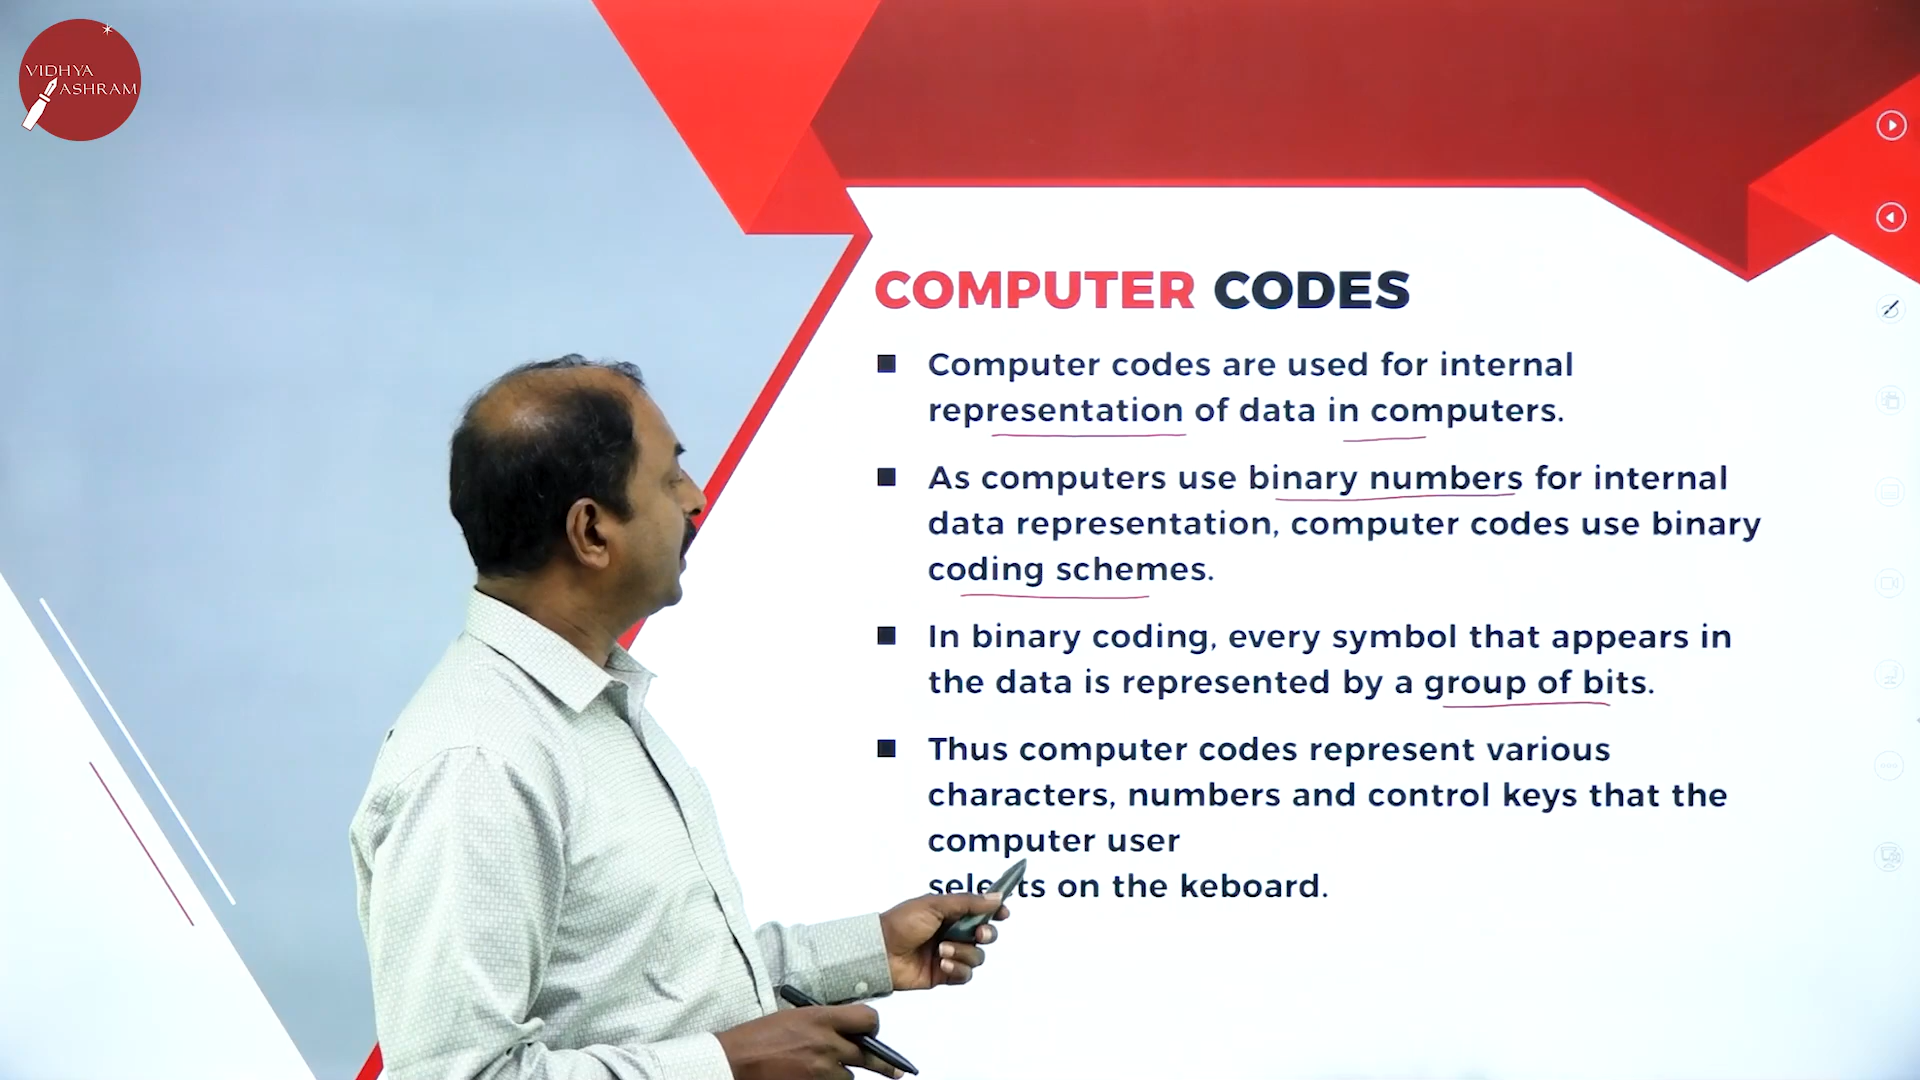 VIDHYA
ASHRAM
COMPUTER CODES
Computer codes are used for internal
representation of data in computers.
As computers use binary numbers for internal
data representation, computer codes use binary
coding schemes.
In binary coding, every symbol that appears in
the data is represented by a group of bits.
Thus computer codes represent various
characters, numbers and control keys that the
computer user
selects on the keboard.